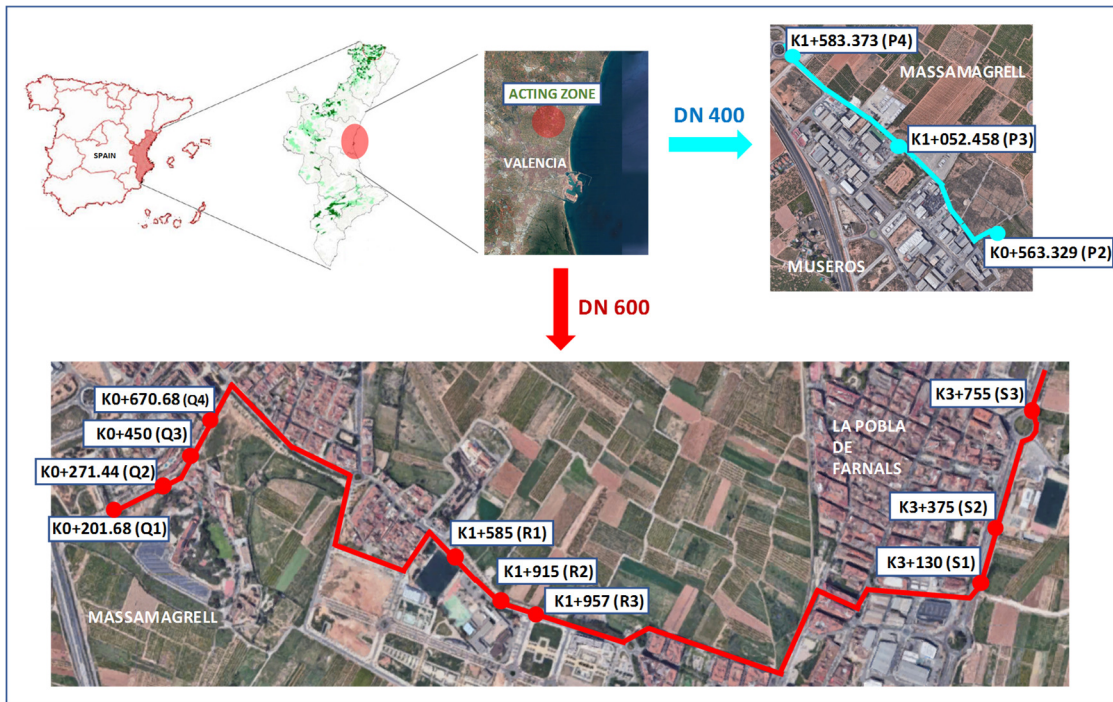 SPAIN
ACTING ZONE
VALENCIA
DN 400
K1+583.373 (P4)
MASSAMAGRELL
K1+052.458 (P3)
K0+563.329 (P2)
MUSEROS
DN 600
K0+670.68 (Q4)
K0+450 (Q3)
K0+271.44 (Q2)
K0+201.68 (Q1)
MASSAMAGRELL
K1+585 (R1)
K1+915 (R2)
K1+957 (R3)
LA POBLA
DE
FARNALS
K3+755 (S3)
K3+375 (S2)
K3+130 (S1)